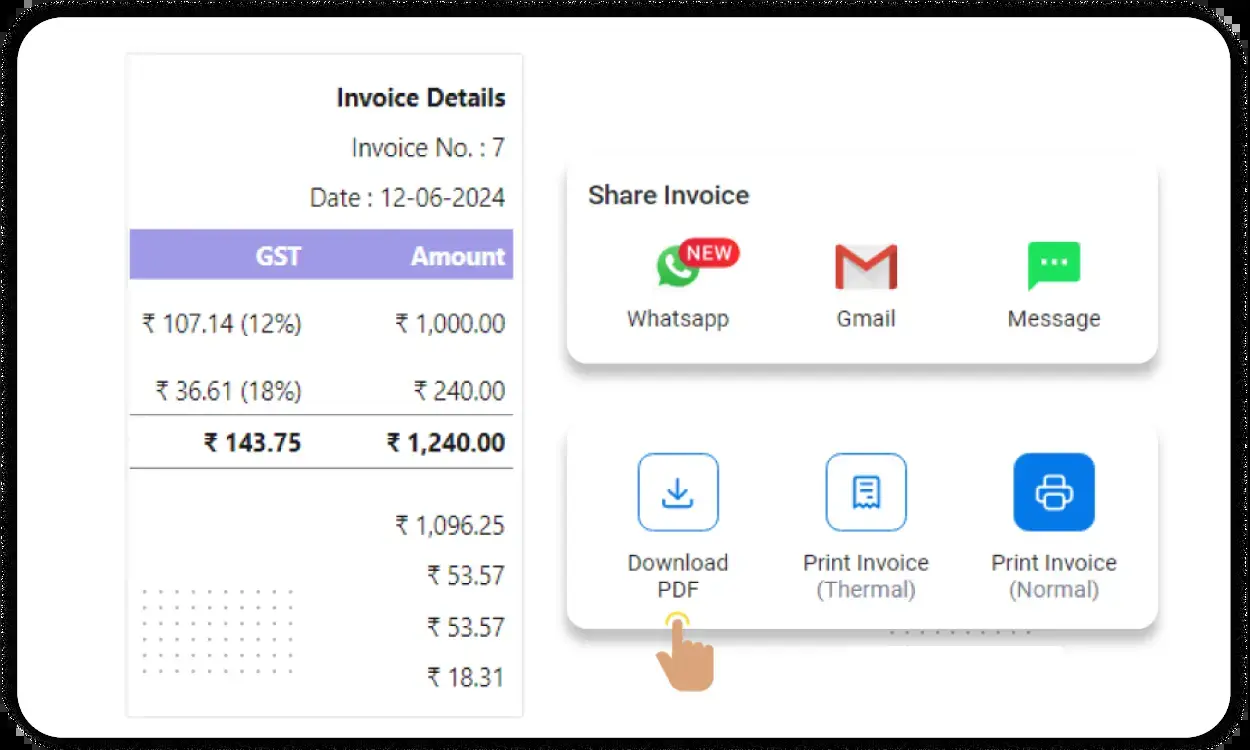 Invoice Details
Invoice No. : 7
Date : 12-06-2024
GST Amount
₹ 107.14 (12%) ₹ 1,000.00
₹ 36.61 (18%) ₹ 240.00
₹ 143.75 ₹ 1,240.00
₹ 1,096.25
₹ 53.57
₹ 53.57
₹ 18.31
Share Invoice
NEW
Whatsapp Gmail Message
Download Print Invoice Print Invoice
PDF (Thermal) (Normal)